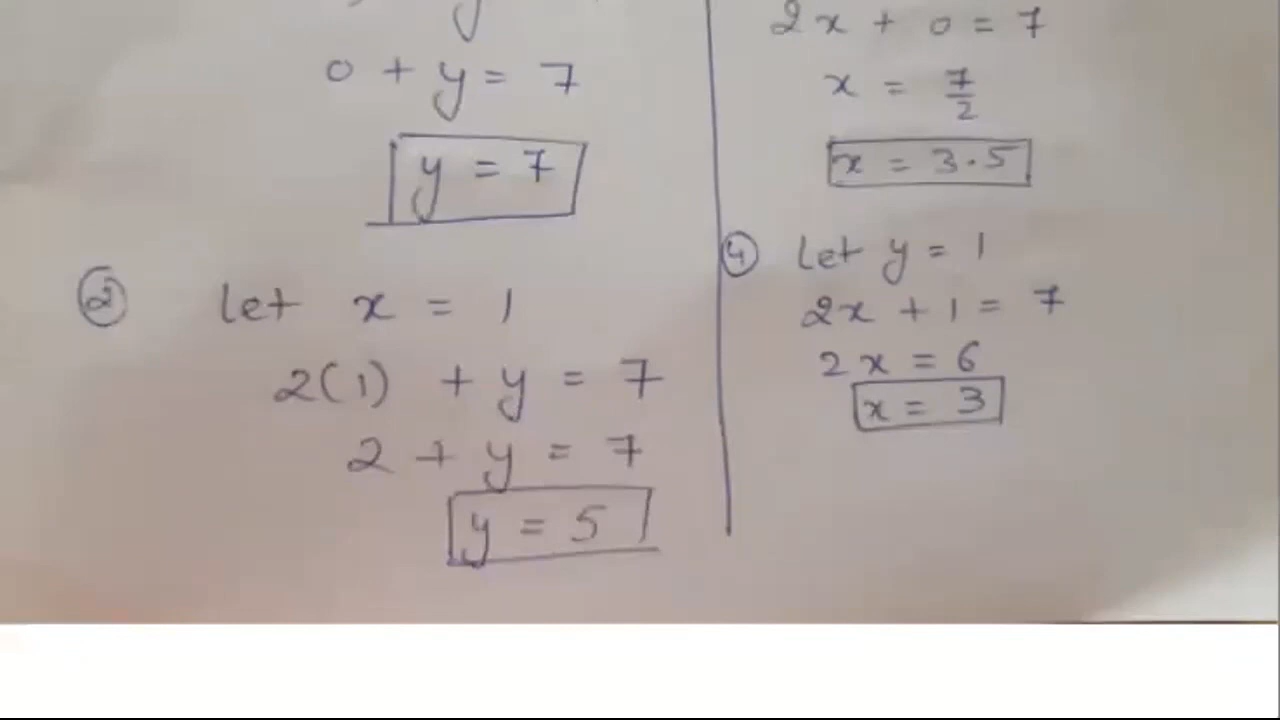 0 + y = 7
y = 7
② let x = 1
2(1) + y = 7
2 + y = 7
y = 5
2x + 0 = 7
x = 7/2
x = 3.5
④ let y = 1
2x + 1 = 7
2x = 6
x = 3